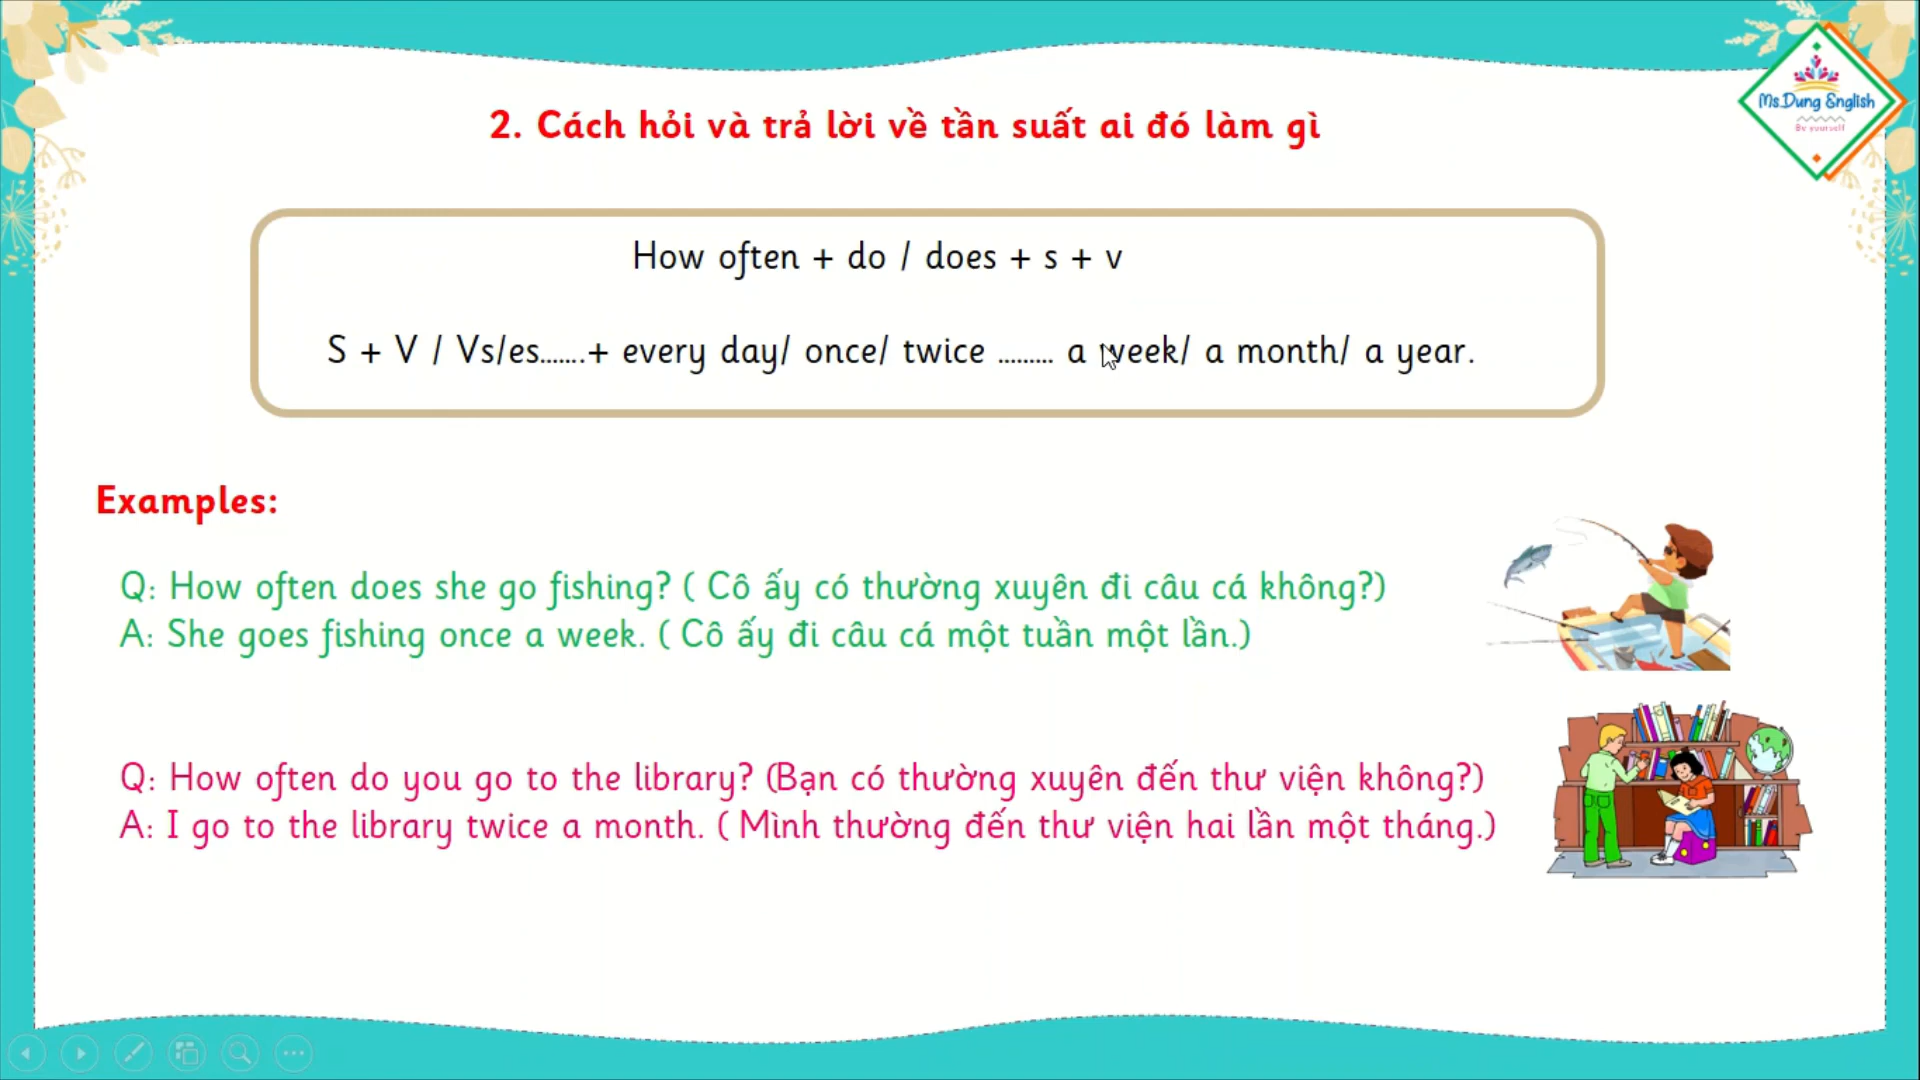 Ms.Dung English
Be yourself
2. Cách hỏi và trả lời về tần suất ai đó làm gì
How often + do / does + s + v
S + V / Vs/es.......+ every day/ once/ twice ......... a week/ a month/ a year.
Examples:
Q: How often does she go fishing? ( Cô ấy có thường xuyên đi câu cá không?)
A: She goes fishing once a week. ( Cô ấy đi câu cá một tuần một lần.)
Q: How often do you go to the library? (Bạn có thường xuyên đến thư viện không?)
A: I go to the library twice a month. ( Mình thường đến thư viện hai lần một tháng.)